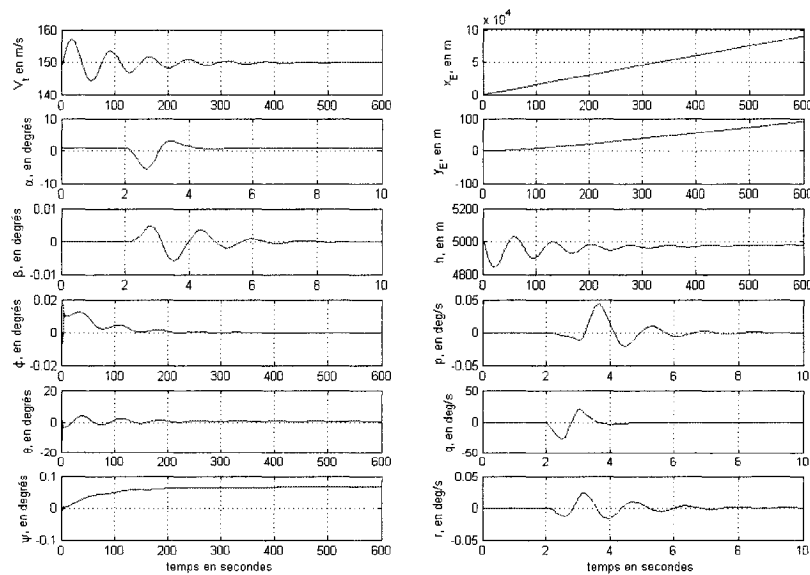 V_t en m/s
160
150
140
0 100 200 300 400 500 600
α, en degrés
10
0
-10
0 2 4 6 8 10
β, en degrés
0.01
0
-0.01
0 100 200 300 400 500 600
ϕ, en degrés
0.02
0
-0.02
0 100 200 300 400 500 600
θ, en degrés
20
0
-20
0 100 200 300 400 500 600
ψ, en degrés
0.1
0
-0.1
0 100 200 300 400 500 600
temps en secondes
x 10⁴
x_E, en m
10
5
0
0 100 200 300 400 500 600
y_E, en m
100
0
-100
0 100 200 300 400 500 600
h, en m
5200
5000
4800
0 100 200 300 400 500 600
p, en deg/s
0.05
0
-0.05
0 2 4 6 8 10
q, en deg/s
50
0
-50
0 2 4 6 8 10
r, en deg/s
0.05
0
-0.05
0 2 4 6 8 10
temps en secondes